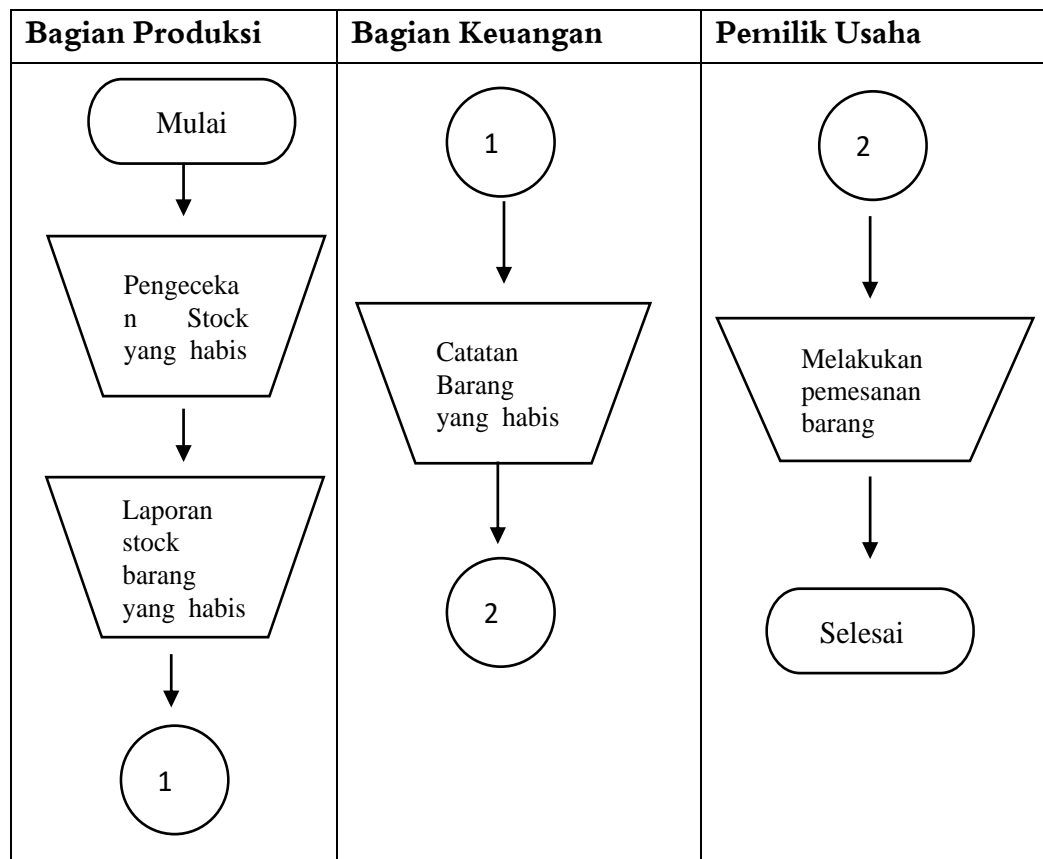 Bagian Produksi
Bagian Keuangan
Pemilik Usaha
Mulai
Pengeceka
n Stock
yang habis
Laporan
stock
barang
yang habis
1
1
Catatan
Barang
yang habis
2
2
Melakukan
pemesanan
barang
Selesai